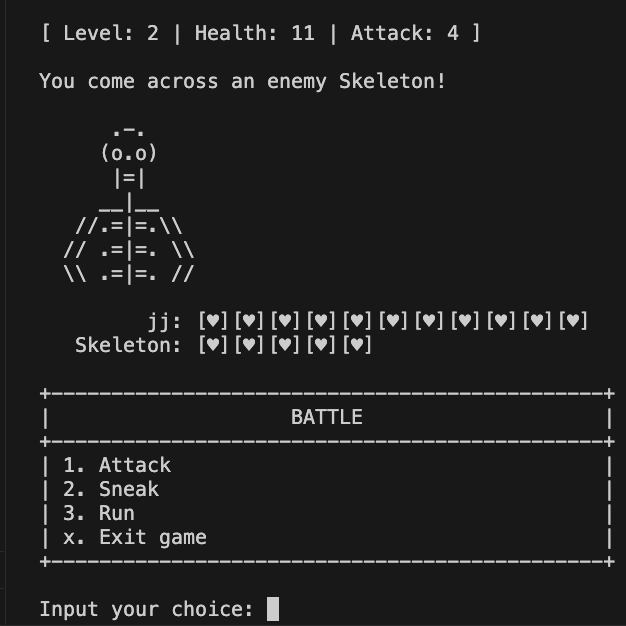 [ Level: 2 | Health: 11 | Attack: 4 ]
You come across an enemy Skeleton!
      .-.
     (o.o)
      |=|
     __|__
   //.=|=.\\
  // .=|=. \\
  \\ .=|=. //
         jj: [♥][♥][♥][♥][♥][♥][♥][♥][♥][♥][♥]
   Skeleton: [♥][♥][♥][♥][♥]
+----------------------------------------------+
|                    BATTLE                    |
+----------------------------------------------+
| 1. Attack                                    |
| 2. Sneak                                     |
| 3. Run                                       |
| x. Exit game                                 |
+----------------------------------------------+
Input your choice: